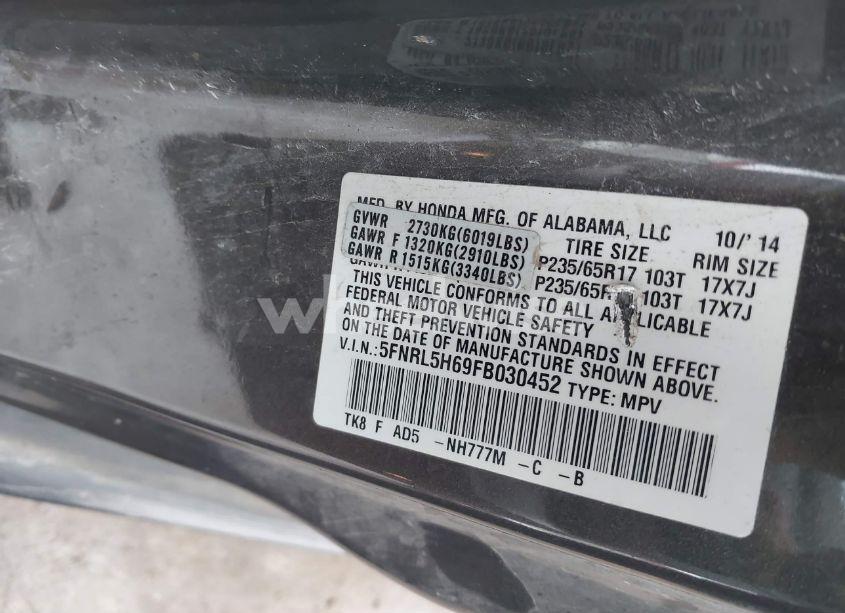 MFD. BY HONDA MFG. OF ALABAMA, LLC 10/'14
GVWR 2730KG(6019LBS) TIRE SIZE RIM SIZE
GAWR F 1320KG(2910LBS) P235/65R17 103T 17X7J
GAWR R 1515KG(3340LBS) P235/65R 103T 17X7J
THIS VEHICLE CONFORMS TO ALL APPLICABLE
FEDERAL MOTOR VEHICLE SAFETY
AND THEFT PREVENTION STANDARDS IN EFFECT
ON THE DATE OF MANUFACTURE SHOWN ABOVE.
V.I.N.:5FNRL5H69FB030452 TYPE: MPV
TK8 F AD5 -NH777M -C -B